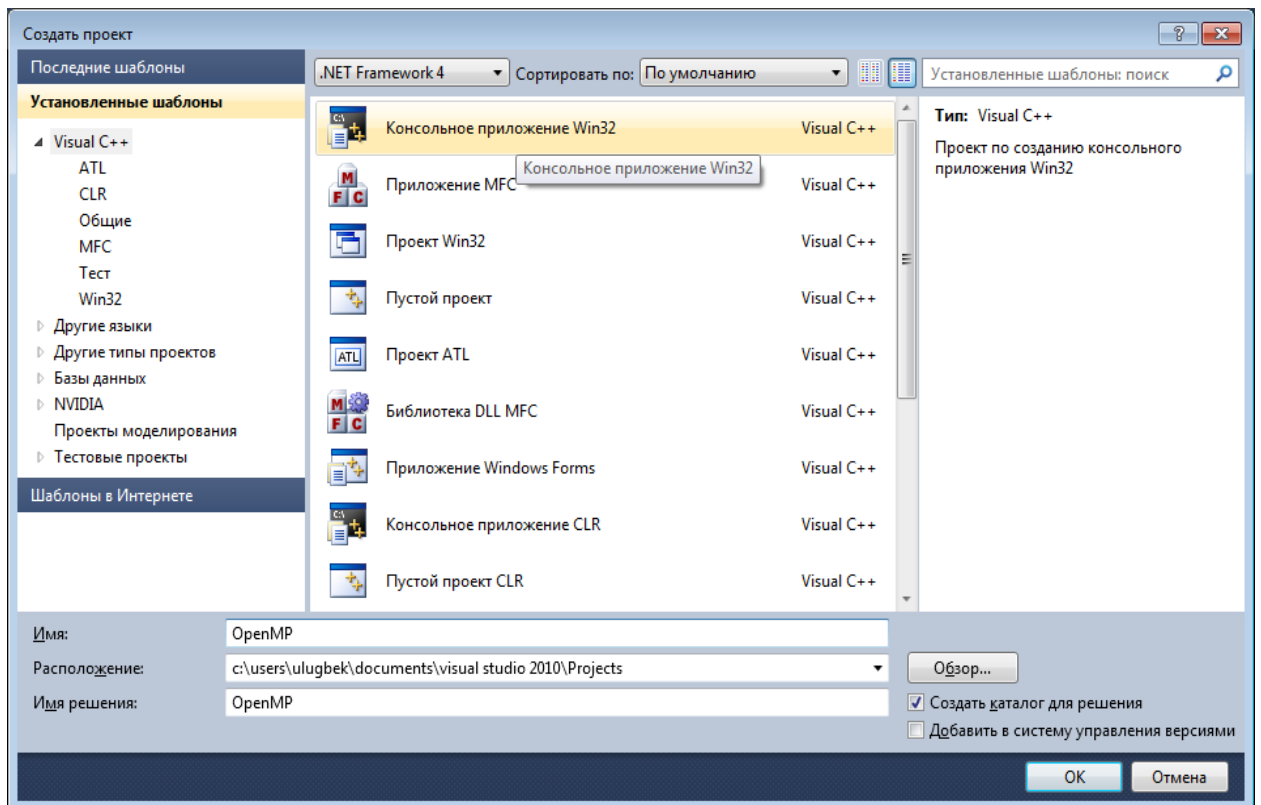 Создать проект
Последние шаблоны
.NET Framework 4
Сортировать по:
По умолчанию
Установленные шаблоны: поиск
Установленные шаблоны
Visual C++
ATL
CLR
Общие
MFC
Тест
Win32
Другие языки
Другие типы проектов
Базы данных
NVIDIA
Проекты моделирования
Тестовые проекты
Шаблоны в Интернете
Консольное приложение Win32 Visual C++
Консольное приложение Win32
Приложение MFC Visual C++
Проект Win32 Visual C++
Пустой проект Visual C++
Проект ATL Visual C++
Библиотека DLL MFC Visual C++
Приложение Windows Forms Visual C++
Консольное приложение CLR Visual C++
Пустой проект CLR Visual C++
Тип: Visual C++
Проект по созданию консольного
приложения Win32
Имя: OpenMP
Расположение: c:\users\ulugbek\documents\visual studio 2010\Projects
Обзор...
Имя решения: OpenMP
Создать каталог для решения
Добавить в систему управления версиями
OK
Отмена